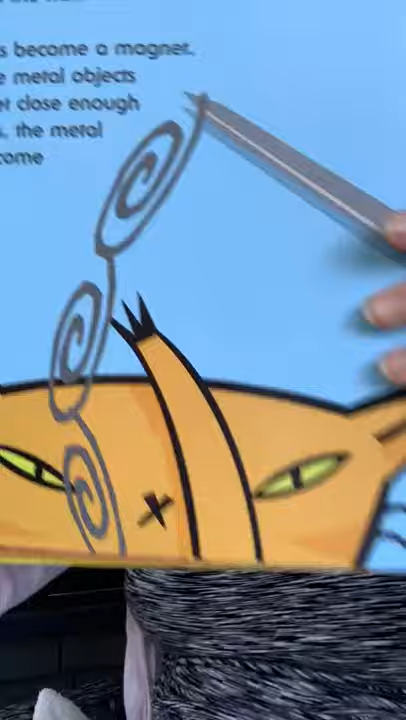 s become a magnet.
e metal objects
et close enough
s, the metal
come